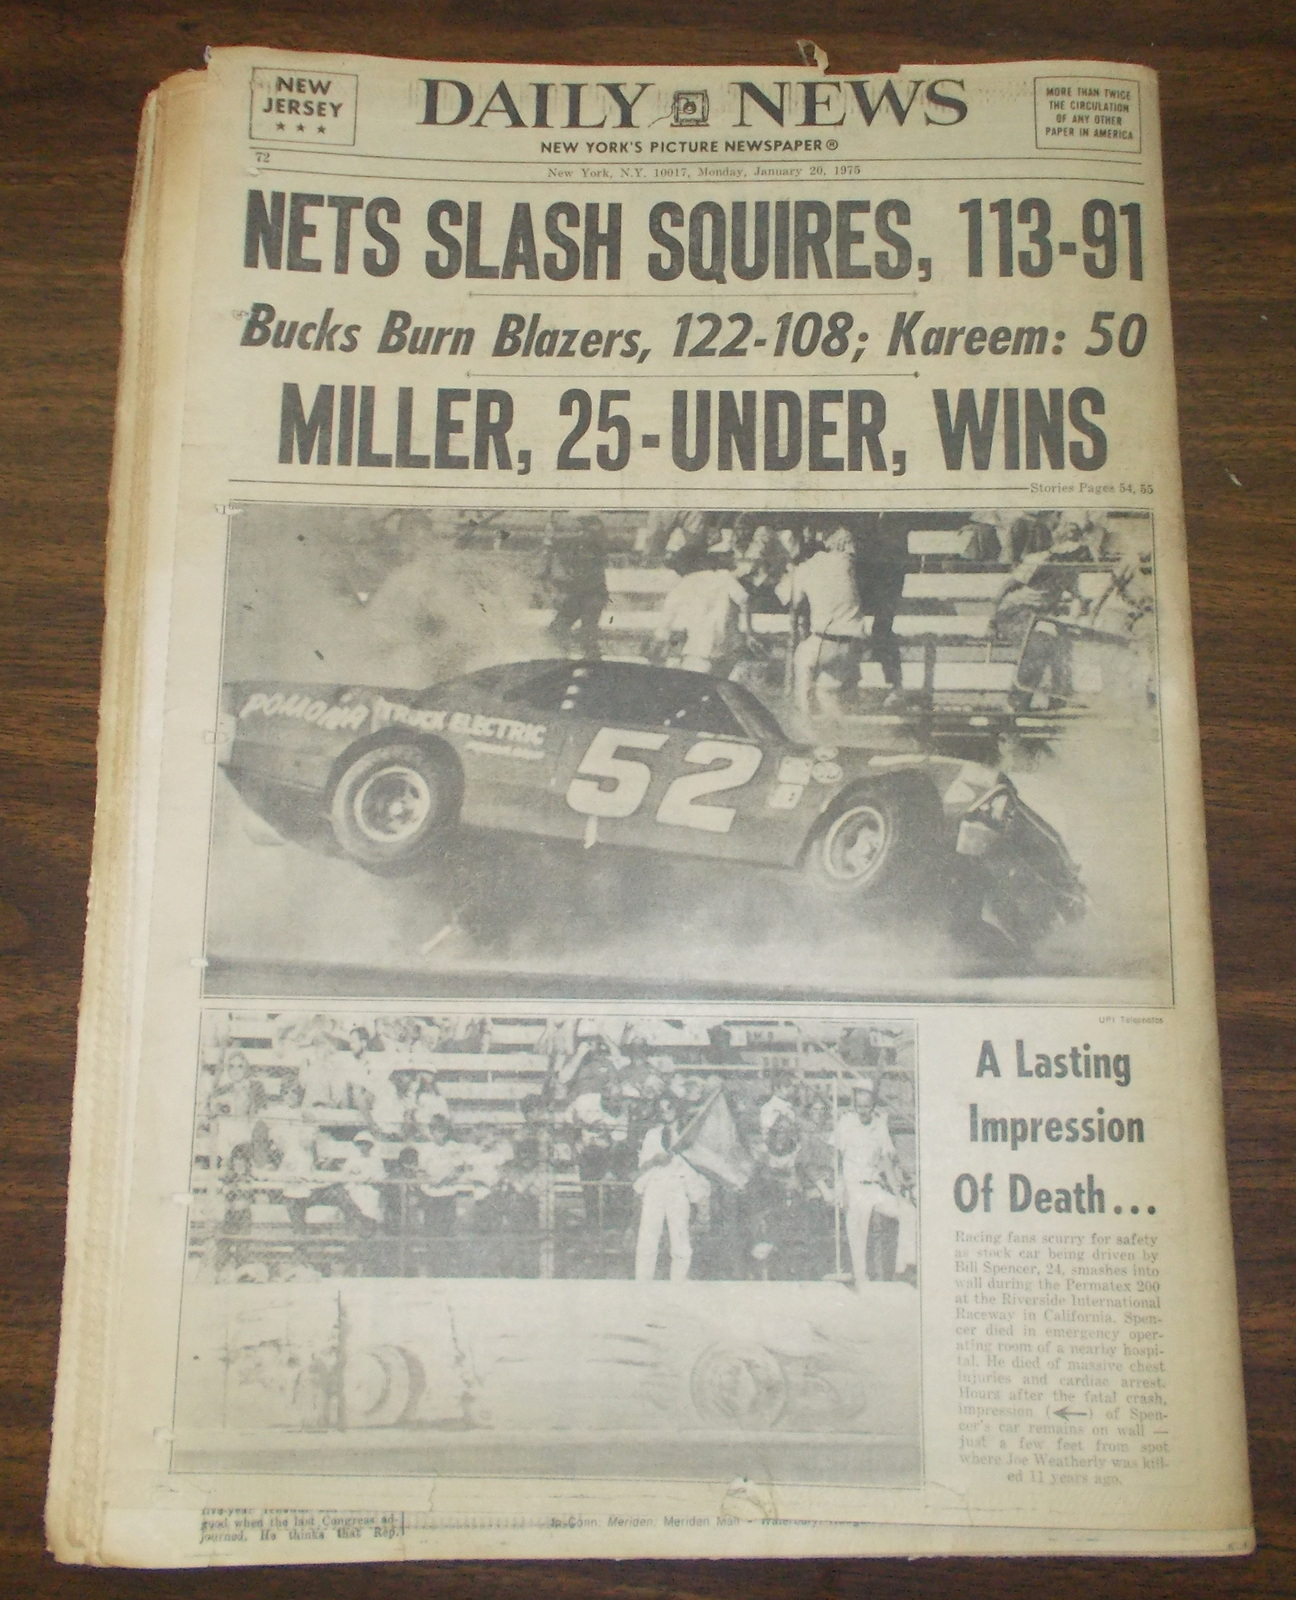 NEW
JERSEY
★ ★ ★
DAILY NEWS
MORE THAN TWICE
THE CIRCULATION
OF ANY OTHER
PAPER IN AMERICA
NEW YORK'S PICTURE NEWSPAPER®
72
New York, N.Y. 10017, Monday, January 20, 1975
NETS SLASH SQUIRES, 113-91
Bucks Burn Blazers, 122-108; Kareem: 50
MILLER, 25-UNDER, WINS
Stories Pages 54, 55
POMONA TRUCK ELECTRIC
52
UPI Telephotos
A Lasting
Impression
Of Death...
Racing fans scurry for safety
as stock car being driven by
Bill Spencer, 24, smashes into
wall during the Permatex 200
at the Riverside International
Raceway in California. Spen-
cer died in emergency oper-
ating room of a nearby hospi-
tal. He died of massive chest
injuries and cardiac arrest.
Hours after the fatal crash,
impression (←) of Spen-
cer's car remains on wall —
just a few feet from spot
where Joe Weatherly was kill-
ed 11 years ago.
good when the last Congress ad-
journed. He thinks that Rep.
In Conn. Meriden, Meriden Mall -